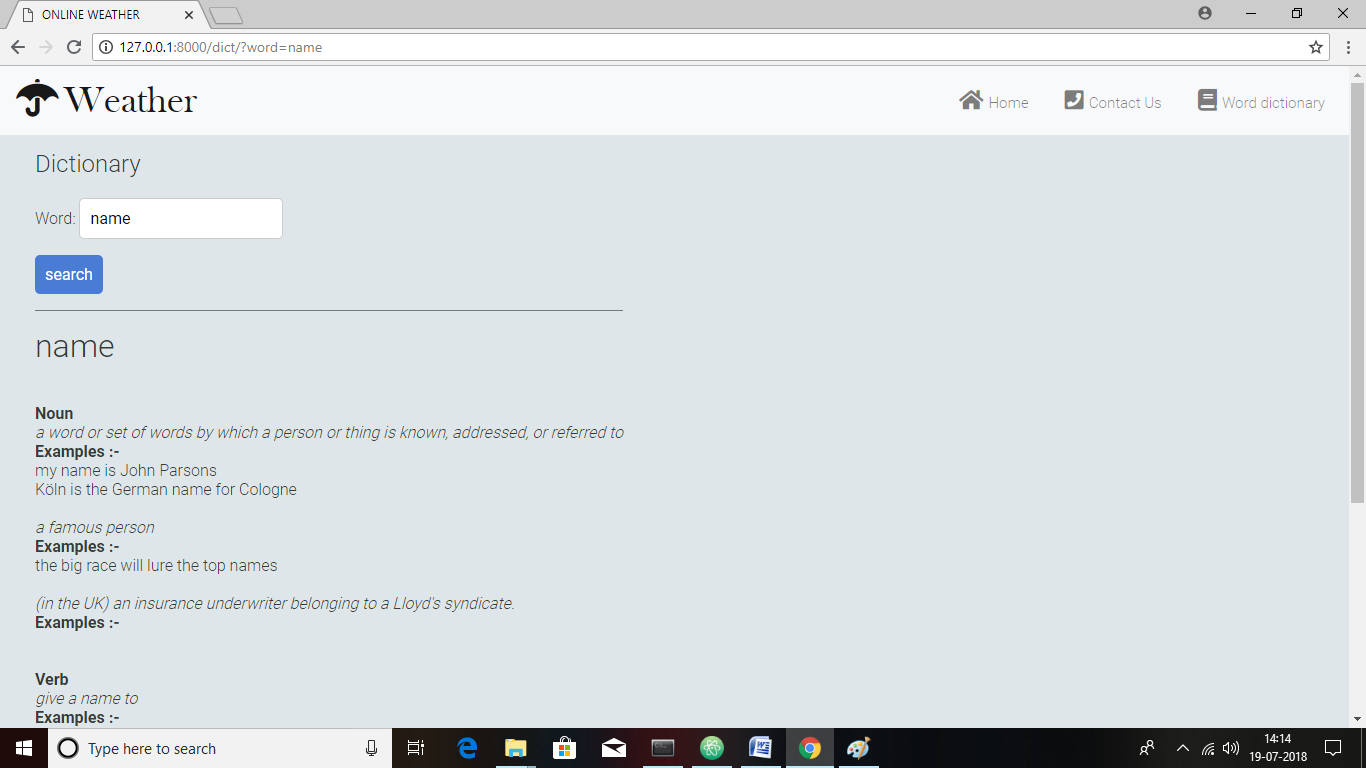 ONLINE WEATHER
127.0.0.1:8000/dict/?word=name
Weather
Home
Contact Us
Word dictionary
Dictionary
Word: name
search
name
Noun
a word or set of words by which a person or thing is known, addressed, or referred to
Examples :-
my name is John Parsons
Köln is the German name for Cologne
a famous person
Examples :-
the big race will lure the top names
(in the UK) an insurance underwriter belonging to a Lloyd's syndicate.
Examples :-
Verb
give a name to
Examples :-
Type here to search
14:14
19-07-2018